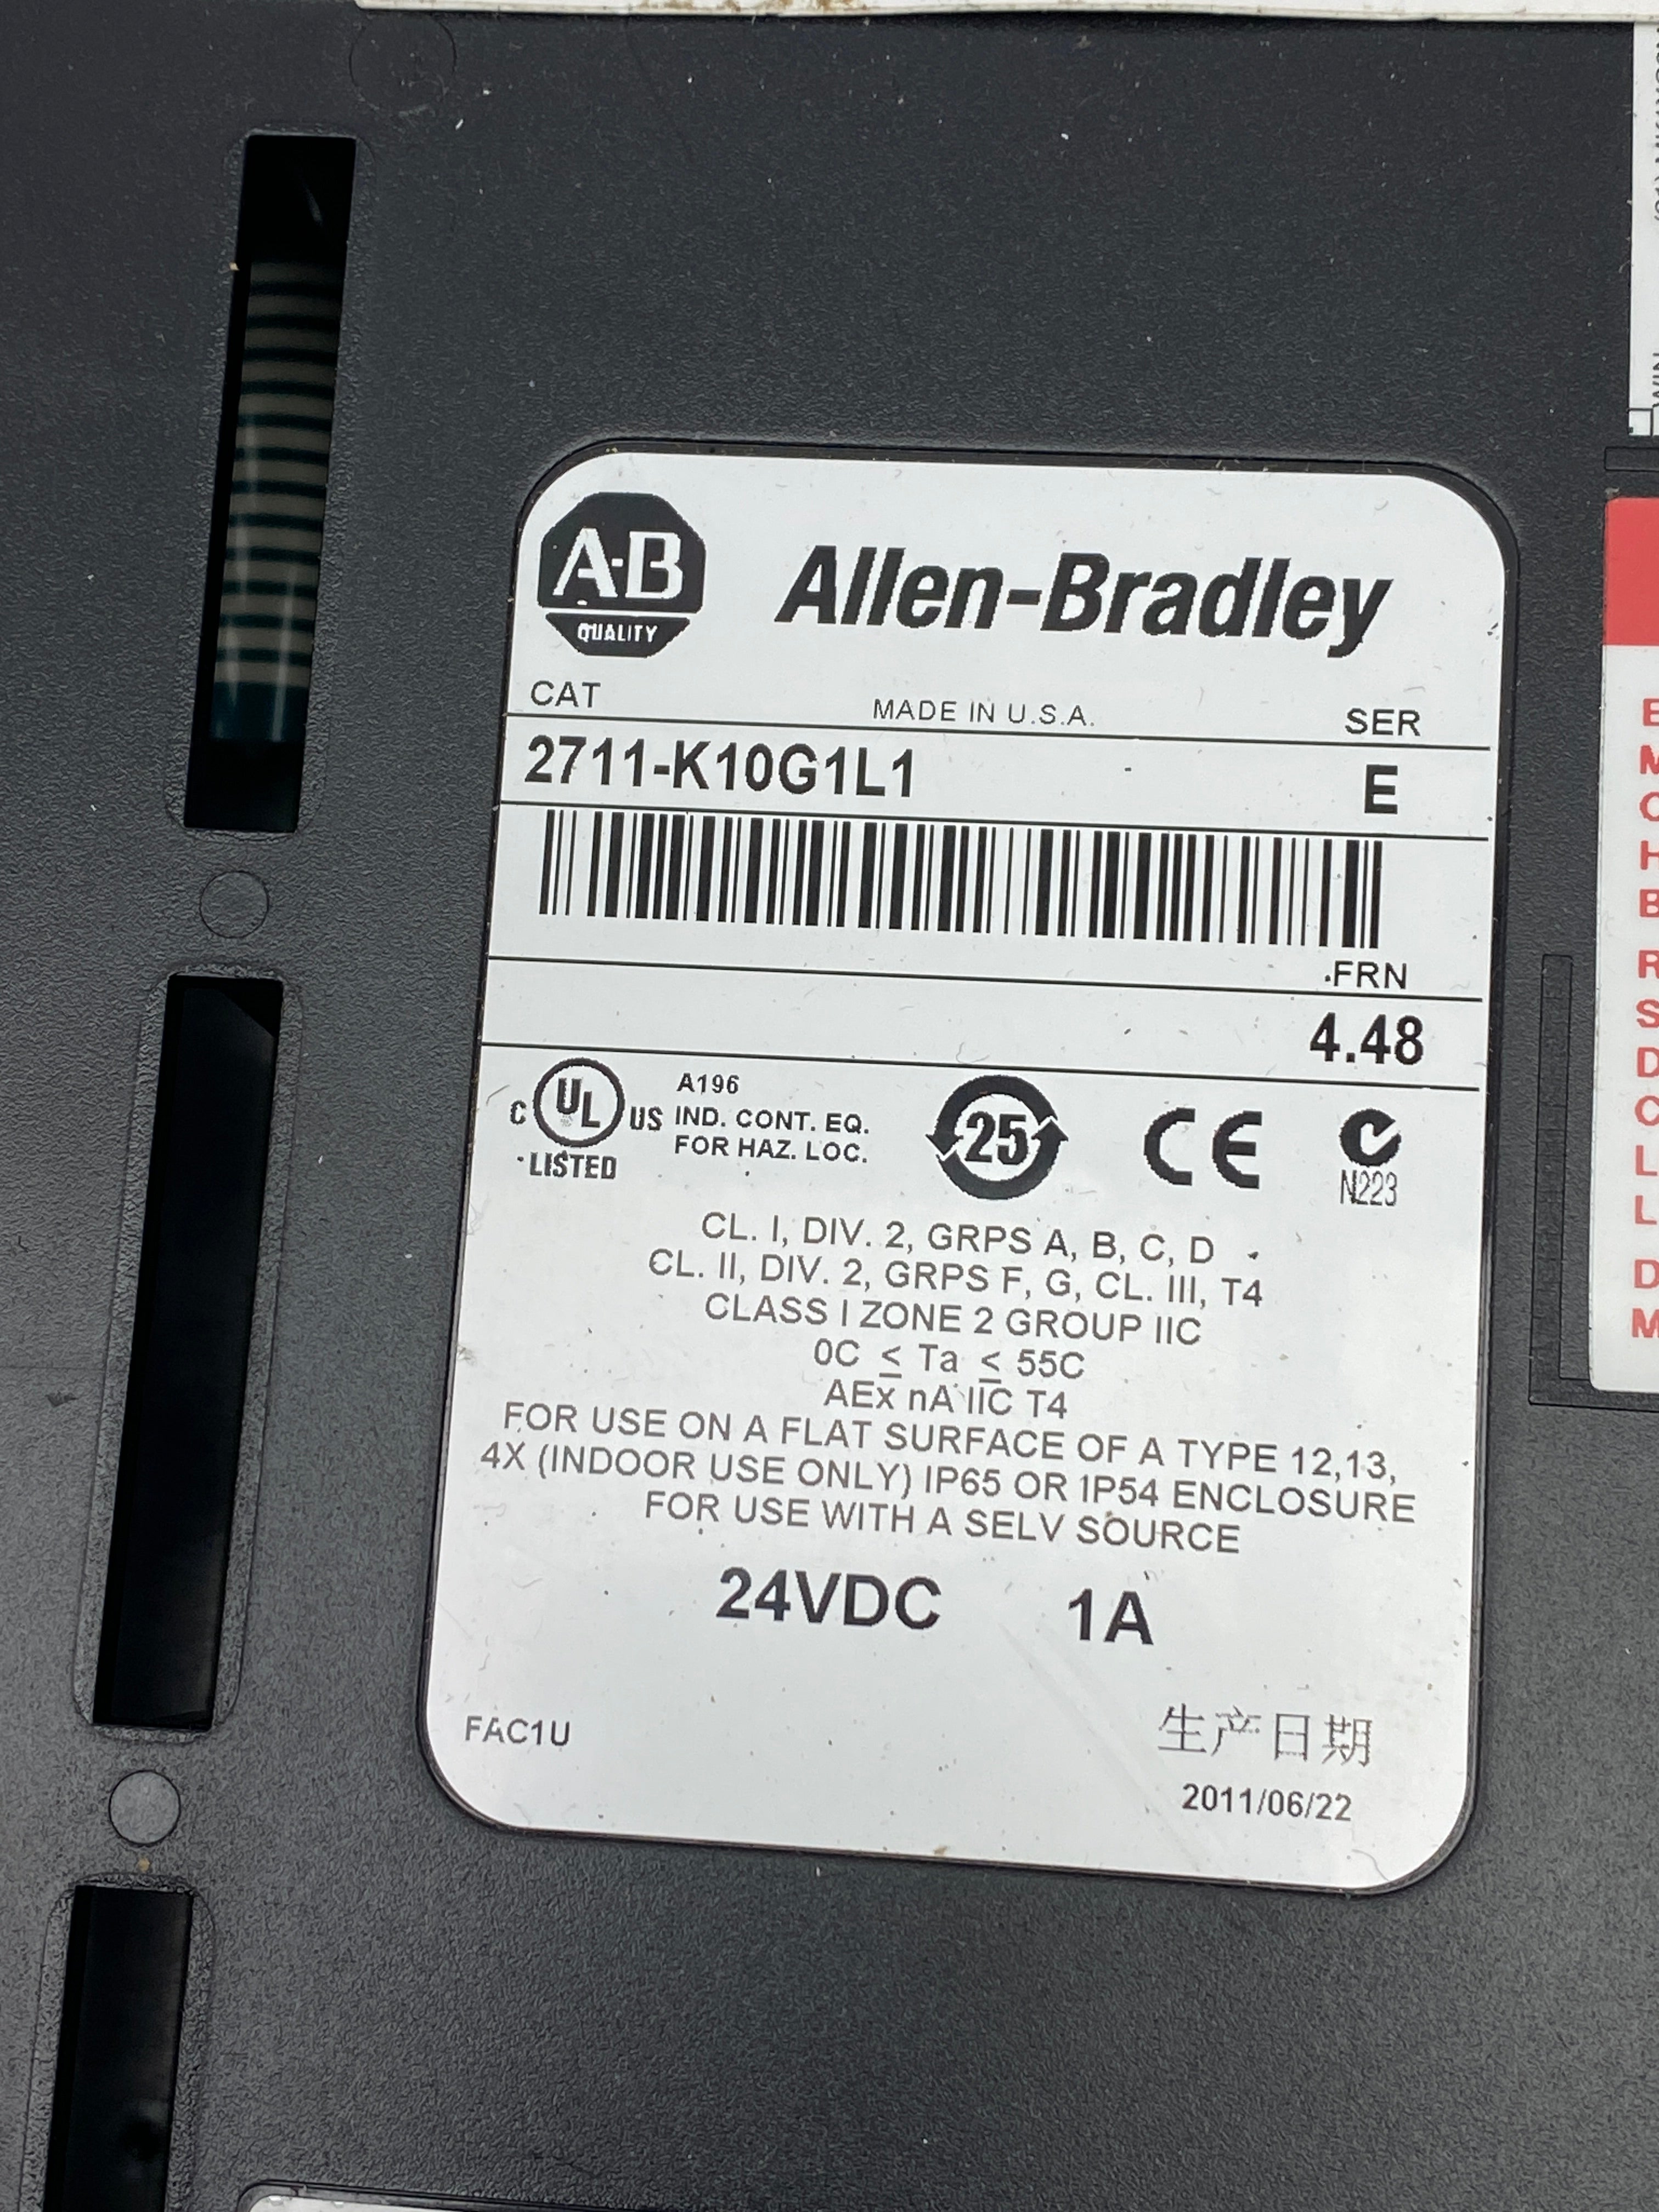 A-B
QUALITY
Allen-Bradley
CAT MADE IN U.S.A. SER
2711-K10G1L1 E
.FRN
4.48
C UL US
LISTED
A196
IND. CONT. EQ.
FOR HAZ. LOC.
25
CE
N223
CL. I, DIV. 2, GRPS A, B, C, D
CL. II, DIV. 2, GRPS F, G, CL. III, T4
CLASS I ZONE 2 GROUP IIC
0C ≤ Ta ≤ 55C
AEx nA IIC T4
FOR USE ON A FLAT SURFACE OF A TYPE 12,13,
4X (INDOOR USE ONLY) IP65 OR 1P54 ENCLOSURE
FOR USE WITH A SELV SOURCE
24VDC 1A
FAC1U
生产日期
2011/06/22